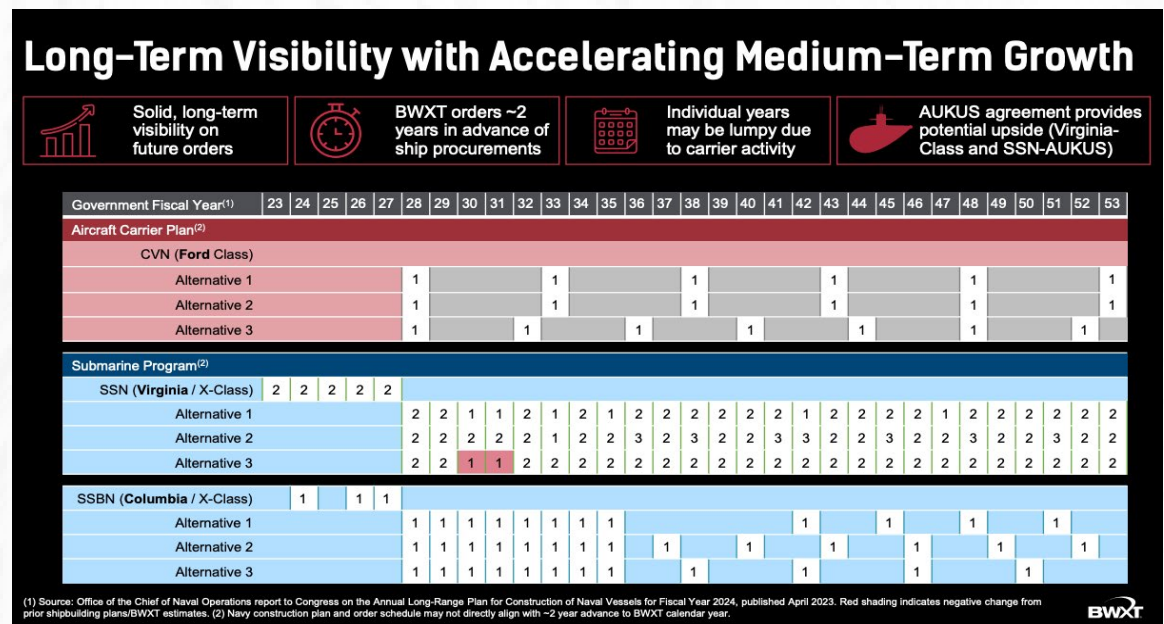 Long-Term Visibility with Accelerating Medium-Term Growth
Solid, long-term
visibility on
future orders
BWXT orders ~2
years in advance of
ship procurements
Individual years
may be lumpy due
to carrier activity
AUKUS agreement provides
potential upside (Virginia-
Class and SSN-AUKUS)
Government Fiscal Year(1) 23 24 25 26 27 28 29 30 31 32 33 34 35 36 37 38 39 40 41 42 43 44 45 46 47 48 49 50 51 52 53
Aircraft Carrier Plan(2)
CVN (Ford Class)
Alternative 1 1 1 1 1 1 1
Alternative 2 1 1 1 1 1 1
Alternative 3 1 1 1 1 1 1 1
Submarine Program(2)
SSN (Virginia / X-Class) 2 2 2 2 2
Alternative 1 2 2 1 1 2 1 2 1 2 2 2 2 2 2 1 2 2 2 2 1 2 2 2 2 2 2
Alternative 2 2 2 2 2 2 1 2 2 3 2 3 2 2 3 3 2 2 3 2 2 3 2 2 3 2 2
Alternative 3 2 2 1 1 2 2 2 2 2 2 2 2 2 2 2 2 2 2 2 2 2 2 2 2 2 2
SSBN (Columbia / X-Class) 1 1 1
Alternative 1 1 1 1 1 1 1 1 1 1 1 1 1
Alternative 2 1 1 1 1 1 1 1 1 1 1 1 1 1 1
Alternative 3 1 1 1 1 1 1 1 1 1 1 1 1
(1) Source: Office of the Chief of Naval Operations report to Congress on the Annual Long-Range Plan for Construction of Naval Vessels for Fiscal Year 2024, published April 2023. Red shading indicates negative change from
prior shipbuilding plans/BWXT estimates. (2) Navy construction plan and order schedule may not directly align with ~2 year advance to BWXT calendar year.
BWXT